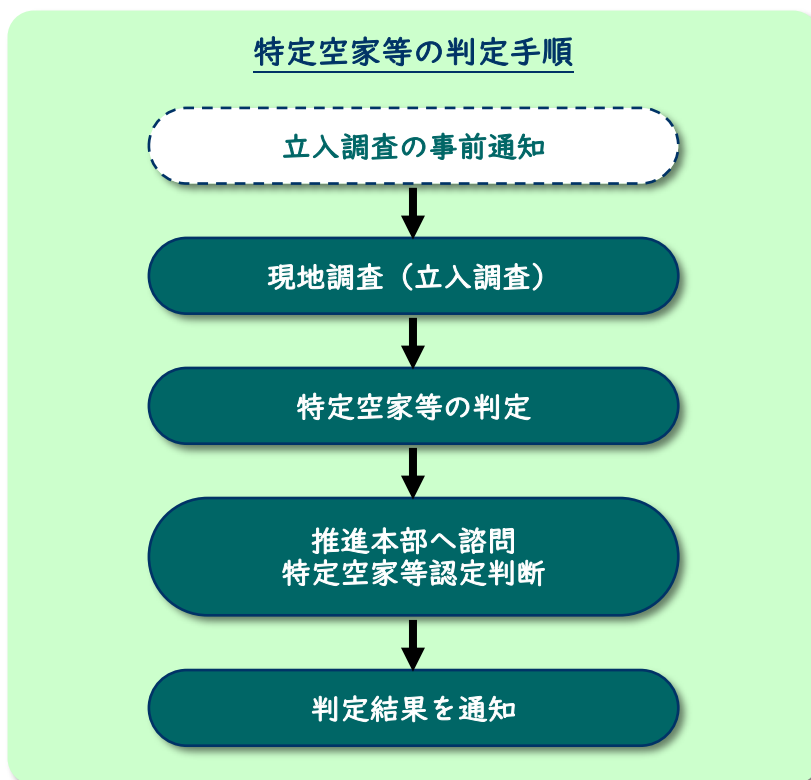 特定空家等の判定手順
立入調査の事前通知
現地調査（立入調査）
特定空家等の判定
推進本部へ諮問
特定空家等認定判断
判定結果を通知